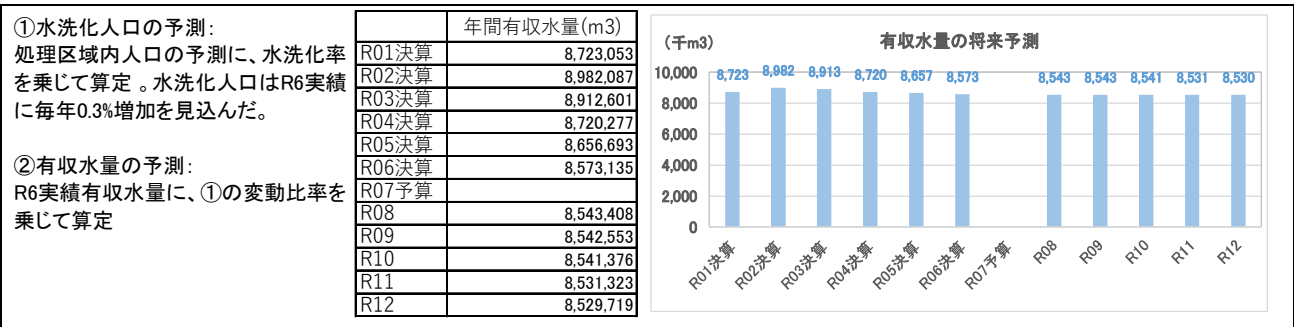 ①水洗化人口の予測:
処理区域内人口の予測に、水洗化率
を乗じて算定 。水洗化人口はR6実績
に毎年0.3%増加を見込んだ。
②有収水量の予測:
R6実績有収水量に、①の変動比率を
乗じて算定
年間有収水量(m3)
R01決算 8,723,053
R02決算 8,982,087
R03決算 8,912,601
R04決算 8,720,277
R05決算 8,656,693
R06決算 8,573,135
R07予算
R08 8,543,408
R09 8,542,553
R10 8,541,376
R11 8,531,323
R12 8,529,719
(千m3) 有収水量の将来予測
8,723 8,982 8,913 8,720 8,657 8,573 8,543 8,543 8,541 8,531 8,530
10,000
8,000
6,000
4,000
2,000
0
R01決算 R02決算 R03決算 R04決算 R05決算 R06決算 R07予算 R08 R09 R10 R11 R12